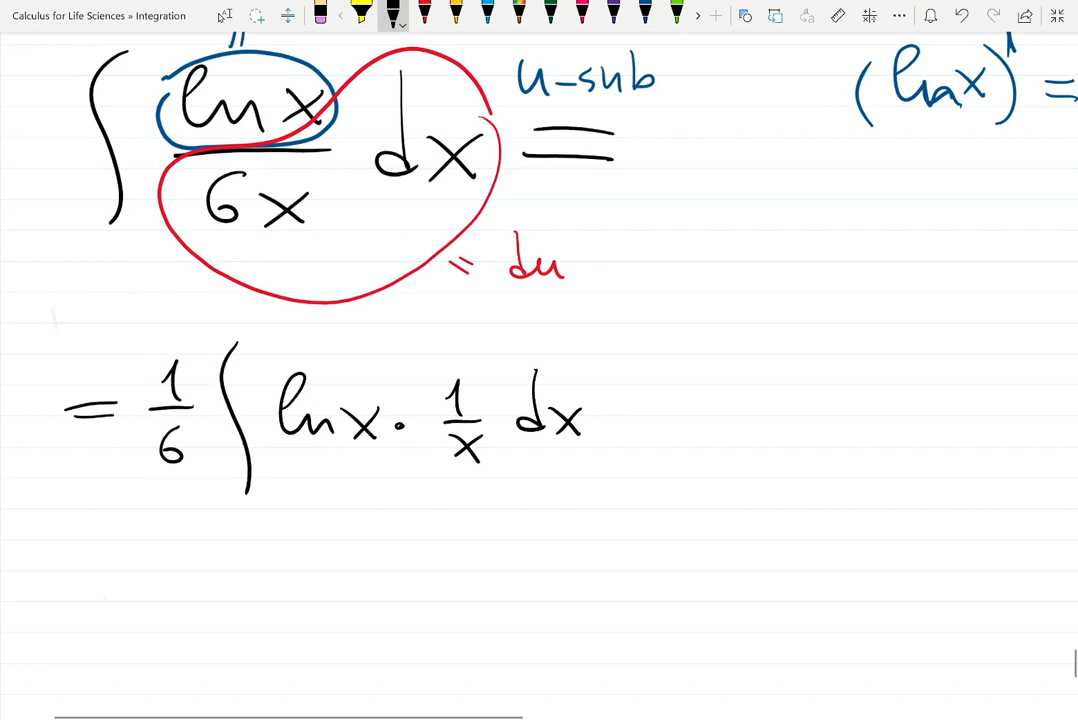 Calculus for Life Sciences » Integration
∫ ln x / 6x dx = u-sub
(ln x)' =
= du
= 1/6 ∫ ln x · 1/x dx